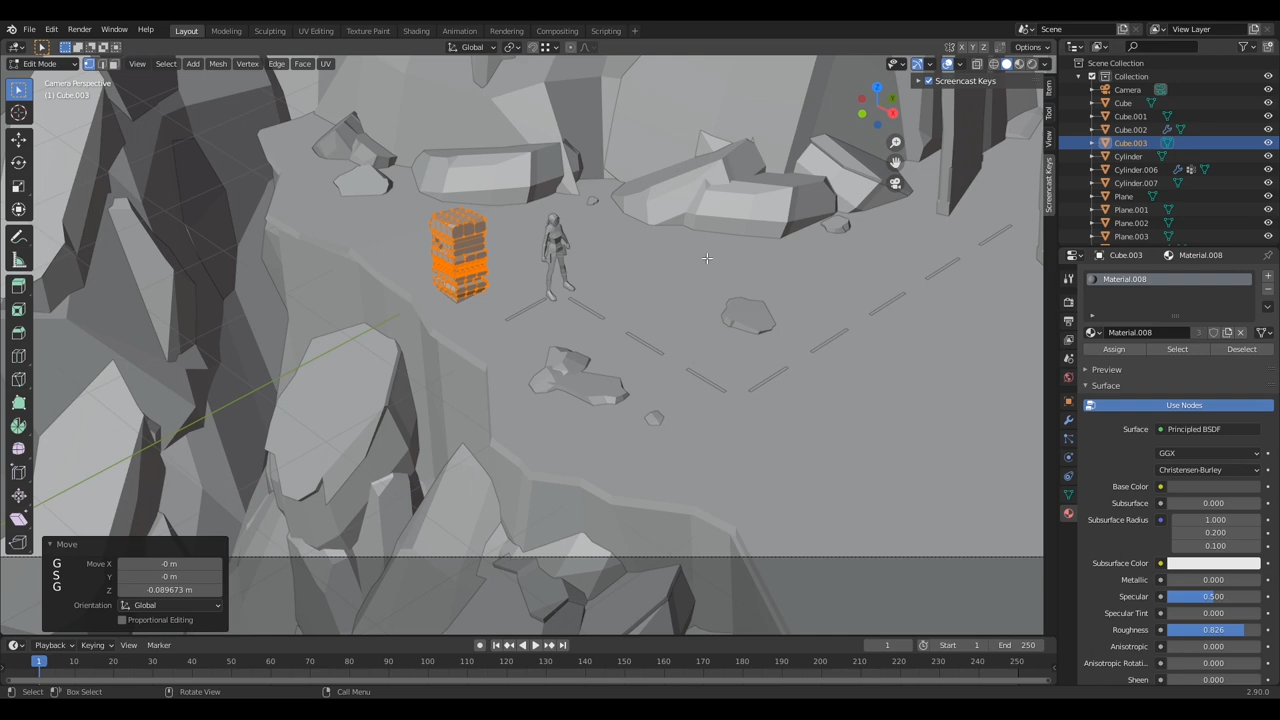 File Edit Render Window Help Layout Modeling Sculpting UV Editing Texture Paint Shading Animation Rendering Compositing Scripting + Scene View Layer
Global X Y Z Options
Edit Mode View Select Add Mesh Vertex Edge Face UV
Camera Perspective
(1) Cube.003
Screencast Keys
Item
Tool
View
Screencast Keys
Scene Collection
Collection
Camera
Cube
Cube.001
Cube.002
Cube.003
Cylinder
Cylinder.006
Cylinder.007
Plane
Plane.001
Plane.002
Plane.003
Cube.003 Material.008
Material.008
Material.008 3
Assign Select Deselect
Preview
Surface
Use Nodes
Surface Principled BSDF
GGX
Christensen-Burley
Base Color
Subsurface 0.000
Subsurface Radius 1.000
0.200
0.100
Subsurface Color
Metallic 0.000
Specular 0.500
Specular Tint 0.000
Roughness 0.826
Anisotropic 0.000
Anisotropic Rotati... 0.000
Sheen 0.000
Move
G
S
G
Move X -0 m
Y -0 m
Z -0.089673 m
Orientation Global
Proportional Editing
Playback Keying View Marker 1 Start 1 End 250
1 10 20 30 40 50 60 70 80 90 100 110 120 130 140 150 160 170 180 190 200 210 220 230 240 250
Select Box Select Rotate View Call Menu 2.90.0